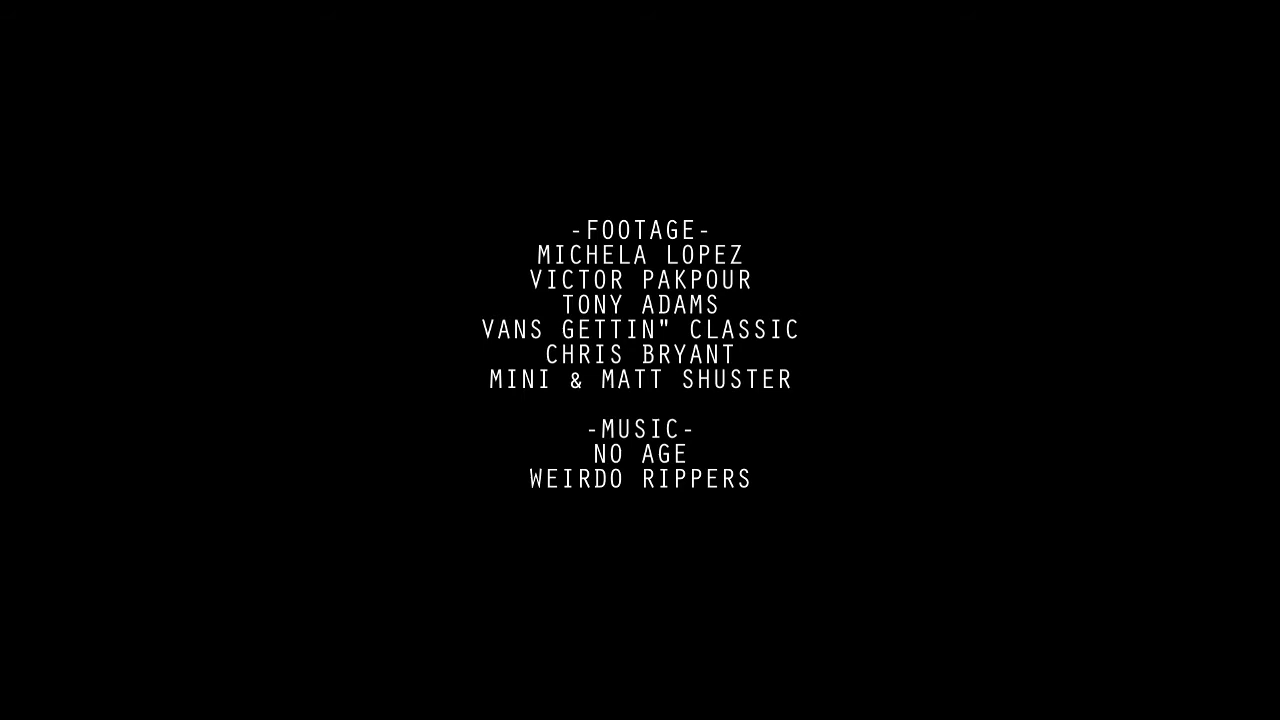 -FOOTAGE-
MICHELA LOPEZ
VICTOR PAKPOUR
TONY ADAMS
VANS GETTIN" CLASSIC
CHRIS BRYANT
MINI & MATT SHUSTER
-MUSIC-
NO AGE
WEIRDO RIPPERS